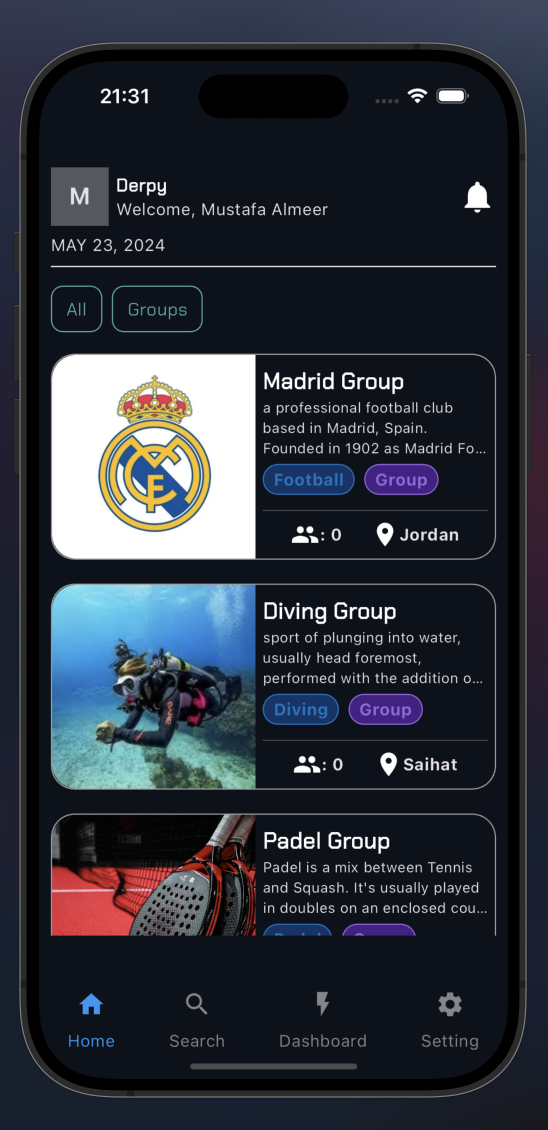 21:31
M
Derpy
Welcome, Mustafa Almeer
MAY 23, 2024
All
Groups
Madrid Group
a professional football club
based in Madrid, Spain.
Founded in 1902 as Madrid Fo...
Football
Group
: 0
Jordan
Diving Group
sport of plunging into water,
usually head foremost,
performed with the addition o...
Diving
Group
: 0
Saihat
Padel Group
Padel is a mix between Tennis
and Squash. It's usually played
in doubles on an enclosed cou...
Home
Search
Dashboard
Setting